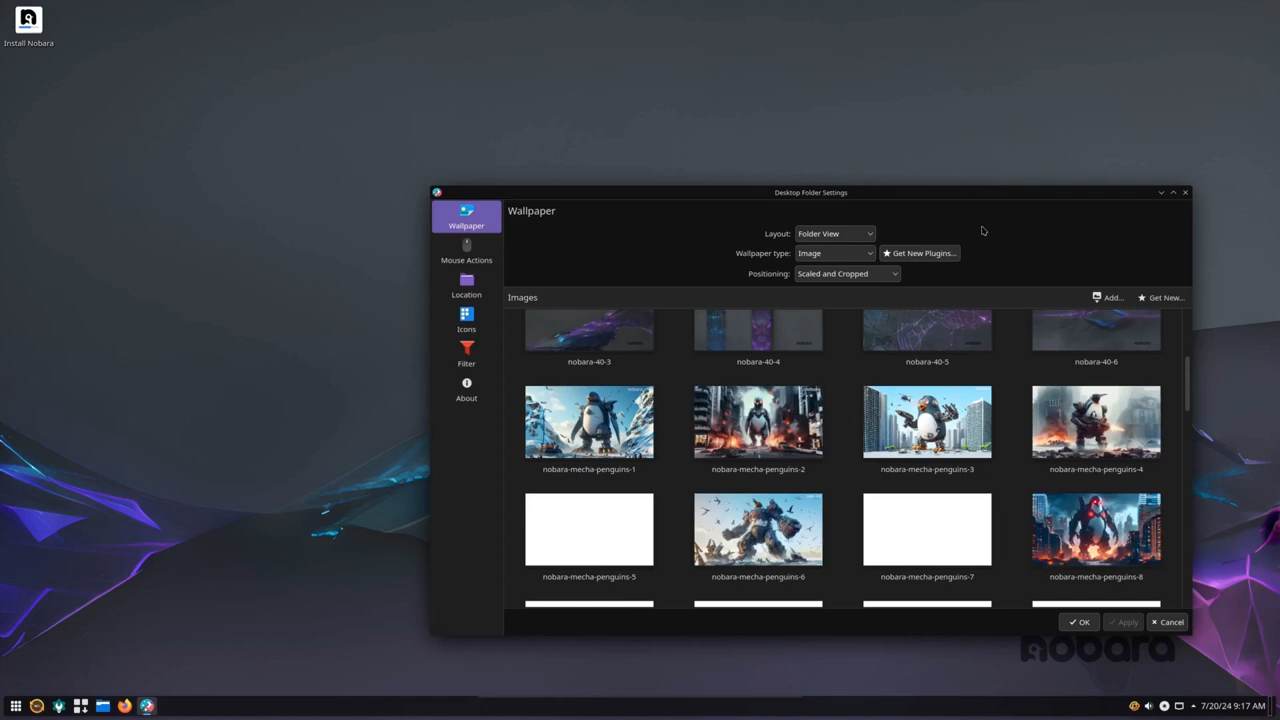 Install Nobara
Desktop Folder Settings
Wallpaper
Mouse Actions
Location
Icons
Filter
About
Wallpaper
Layout: Folder View
Wallpaper type: Image Get New Plugins...
Positioning: Scaled and Cropped
Images Add... Get New...
nobara-40-3 nobara-40-4 nobara-40-5 nobara-40-6
nobara-mecha-penguins-1 nobara-mecha-penguins-2 nobara-mecha-penguins-3 nobara-mecha-penguins-4
nobara-mecha-penguins-5 nobara-mecha-penguins-6 nobara-mecha-penguins-7 nobara-mecha-penguins-8
OK Apply Cancel
nobara
7/20/24 9:17 AM